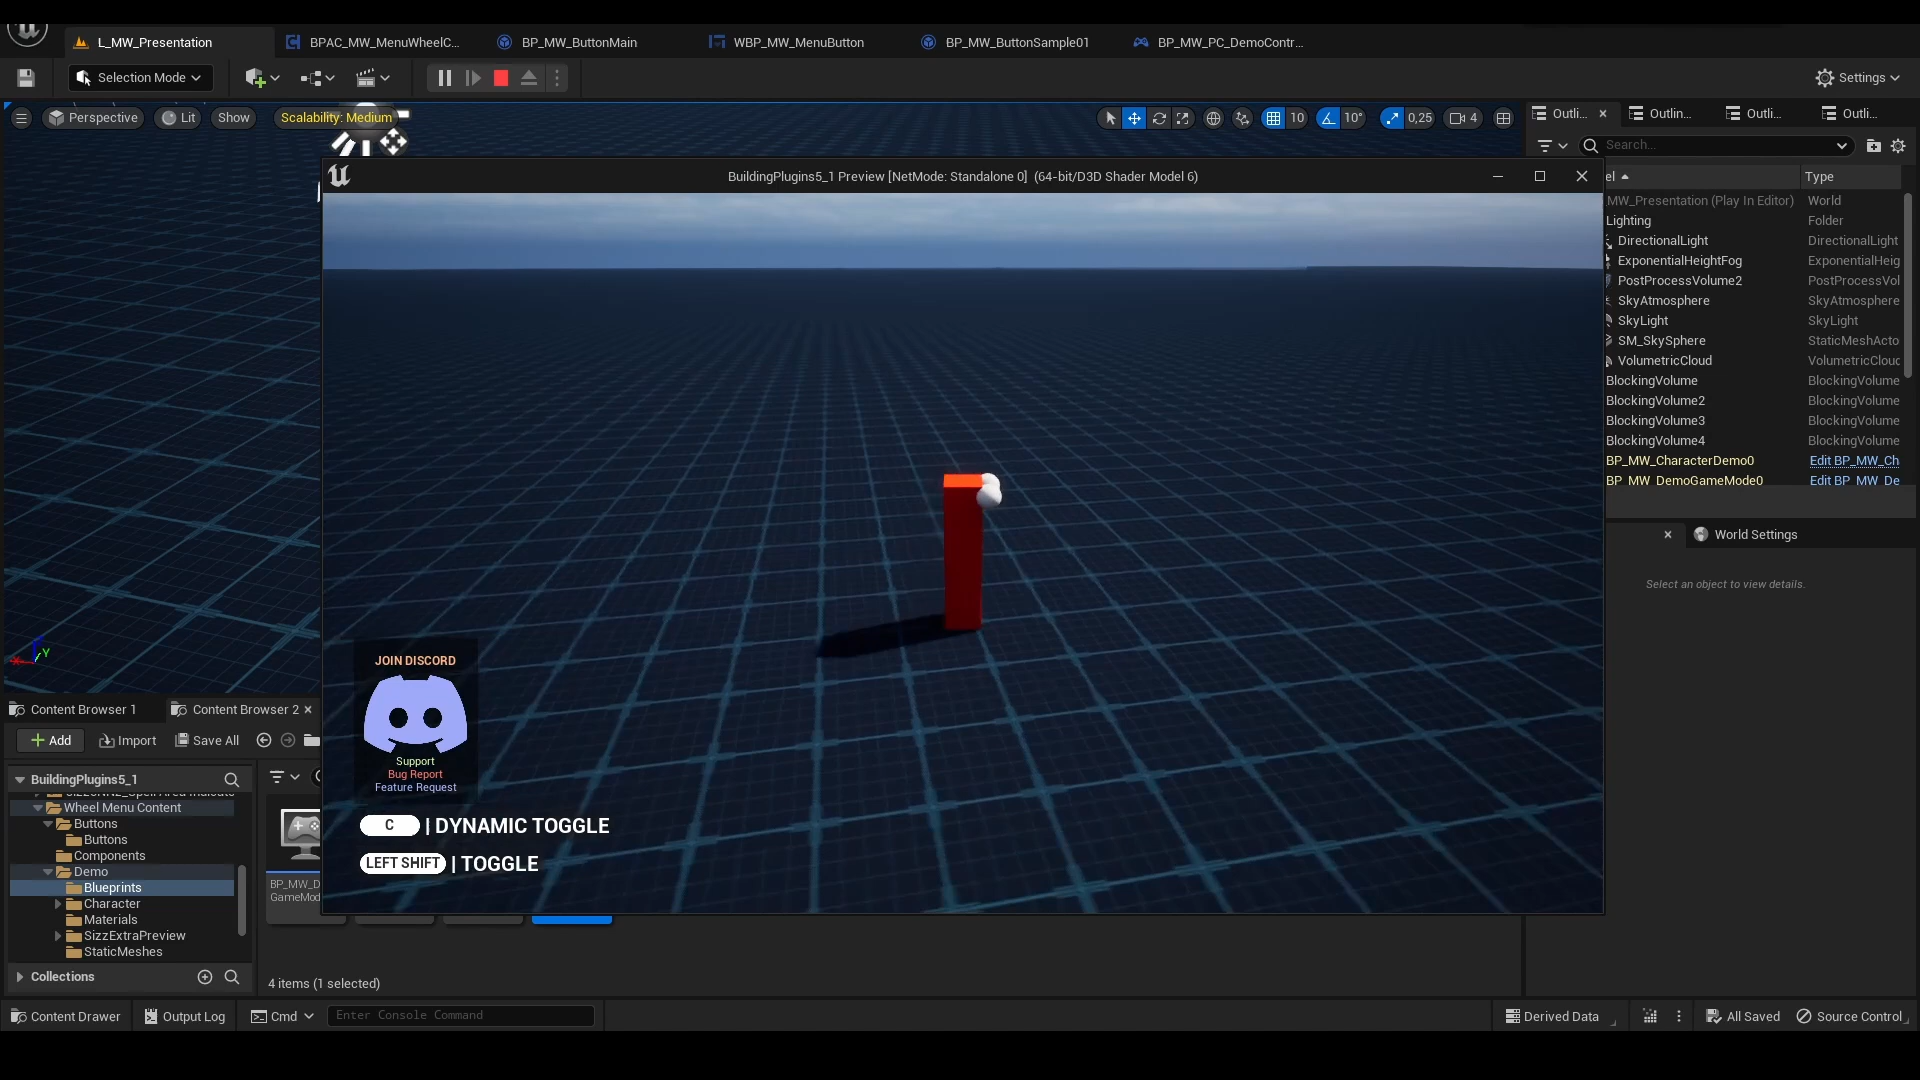 L_MW_Presentation
BPAC_MW_MenuWheelC...
BP_MW_ButtonMain
WBP_MW_MenuButton
BP_MW_ButtonSample01
BP_MW_PC_DemoContr...
Selection Mode
Settings
Perspective
Lit
Show
Scalability: Medium
10
10°
0,25
4
Outli...
Outlin...
Outli...
Outli...
Search...
BuildingPlugins5_1 Preview [NetMode: Standalone 0] (64-bit/D3D Shader Model 6)
el
Type
MW_Presentation (Play In Editor)
World
Lighting
Folder
DirectionalLight
DirectionalLight
ExponentialHeightFog
ExponentialHeig
PostProcessVolume2
PostProcessVol
SkyAtmosphere
SkyAtmosphere
SkyLight
SkyLight
SM_SkySphere
StaticMeshActo
VolumetricCloud
VolumetricClouc
BlockingVolume
BlockingVolume
BlockingVolume2
BlockingVolume
BlockingVolume3
BlockingVolume
BlockingVolume4
BlockingVolume
BP_MW_CharacterDemo0
Edit BP_MW_Ch
BP_MW_DemoGameMode0
Edit BP_MW_De
World Settings
Select an object to view details.
Y
X
JOIN DISCORD
Support
Bug Report
Feature Request
C | DYNAMIC TOGGLE
LEFT SHIFT | TOGGLE
Content Browser 1
Content Browser 2
Add
Import
Save All
BuildingPlugins5_1
Wheel Menu Content
Buttons
Buttons
Components
Demo
Blueprints
Character
Materials
SizzExtraPreview
StaticMeshes
Collections
BP_MW_D
GameMod
4 items (1 selected)
Content Drawer
Output Log
Cmd
Enter Console Command
Derived Data
All Saved
Source Control